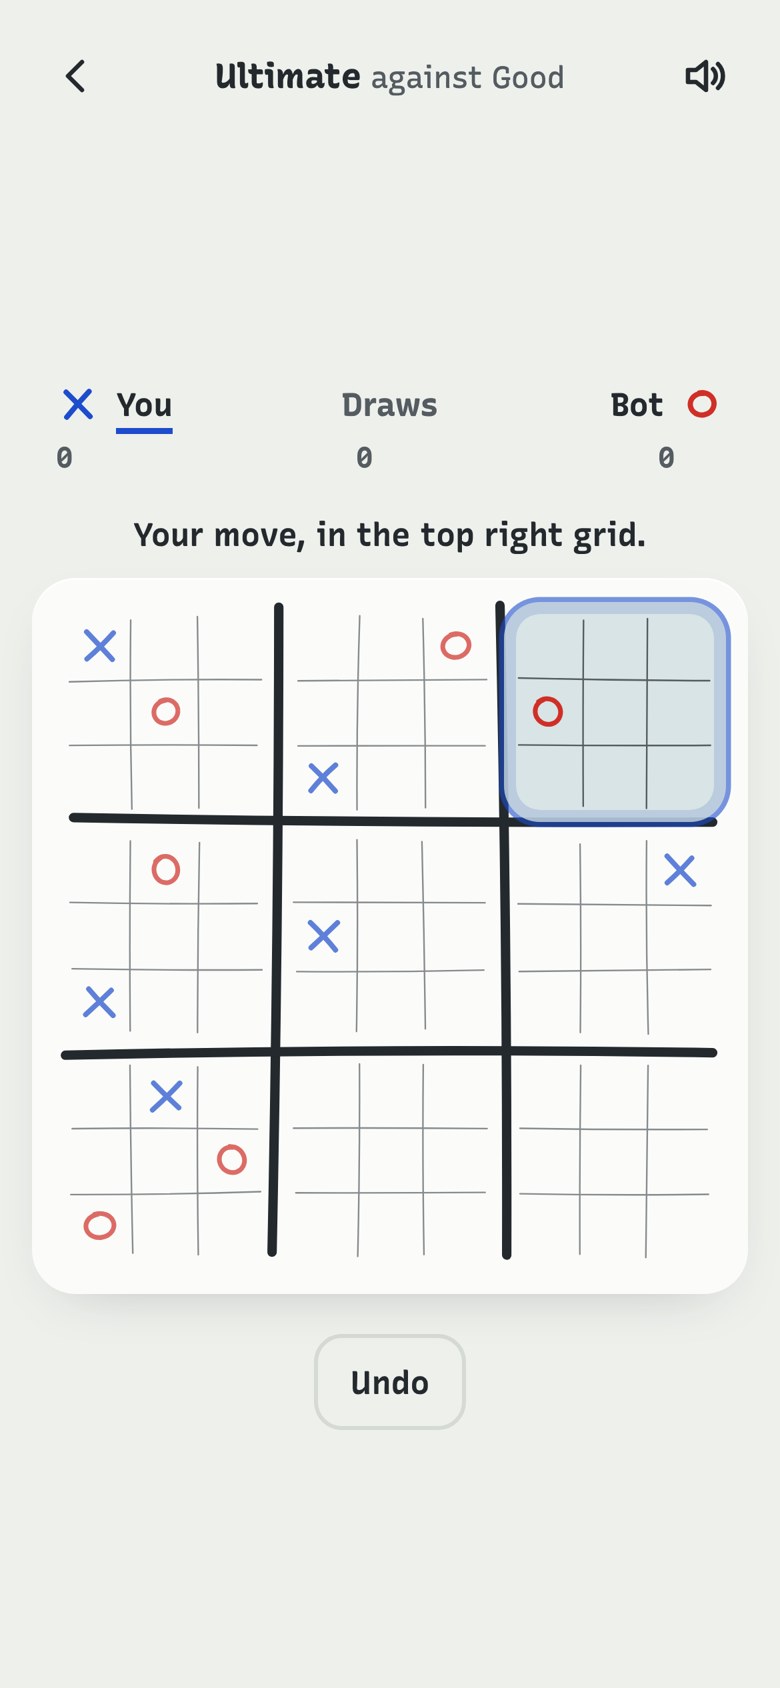 Ultimate against Good
You Draws Bot
0 0 0
Your move, in the top right grid.
Undo